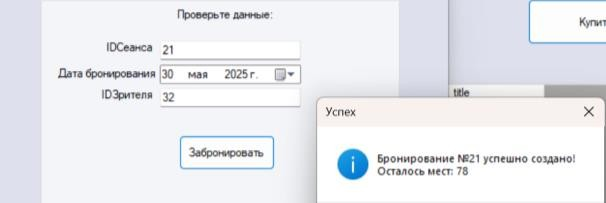 Проверьте данные:
IDСеанса 21
Дата бронирования 30 мая 2025 г.
IDЗрителя 32
Забронировать
Купит
title
Успех
Бронирование №21 успешно создано!
Осталось мест: 78